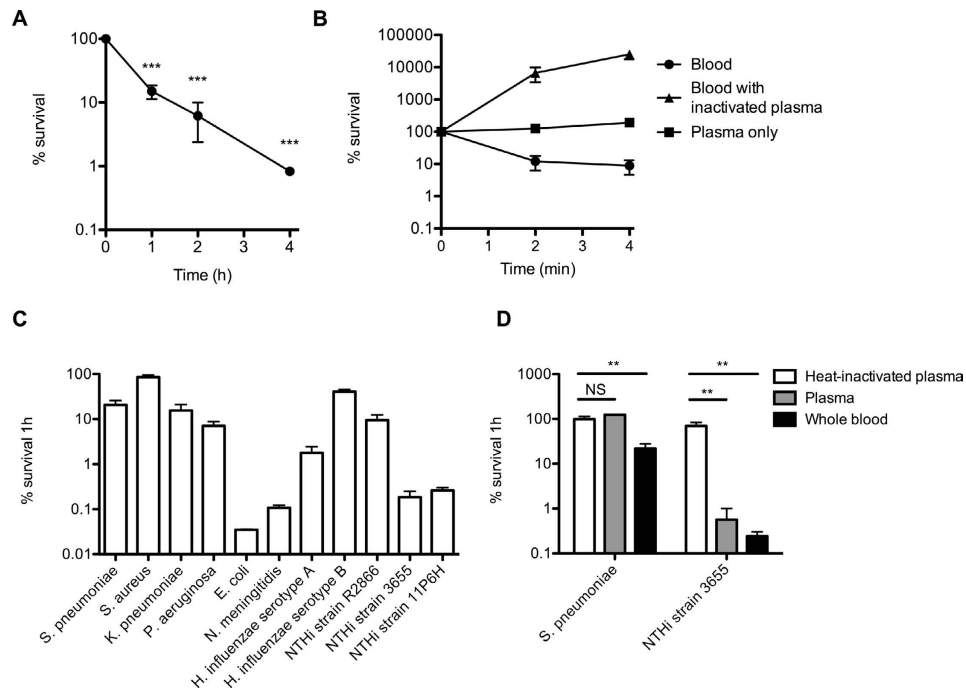 A
% survival
100
10
1
0.1
***
***
***
0
1
2
3
4
Time (h)
B
% survival
100000
10000
1000
100
10
1
0.1
0
1
2
3
4
Time (min)
Blood
Blood with
inactivated plasma
Plasma only
C
% survival 1h
100
10
1
0.1
0.01
S. pneumoniae
S. aureus
K. pneumoniae
P. aeruginosa
E. coli
N. meningitidis
H. influenzae serotype A
H. influenzae serotype B
NTHi strain R2866
NTHi strain 3655
NTHi strain 11P6H
D
% survival 1h
1000
100
10
1
0.1
**
NS
**
**
S. pneumoniae
NTHi strain 3655
Heat-inactivated plasma
Plasma
Whole blood